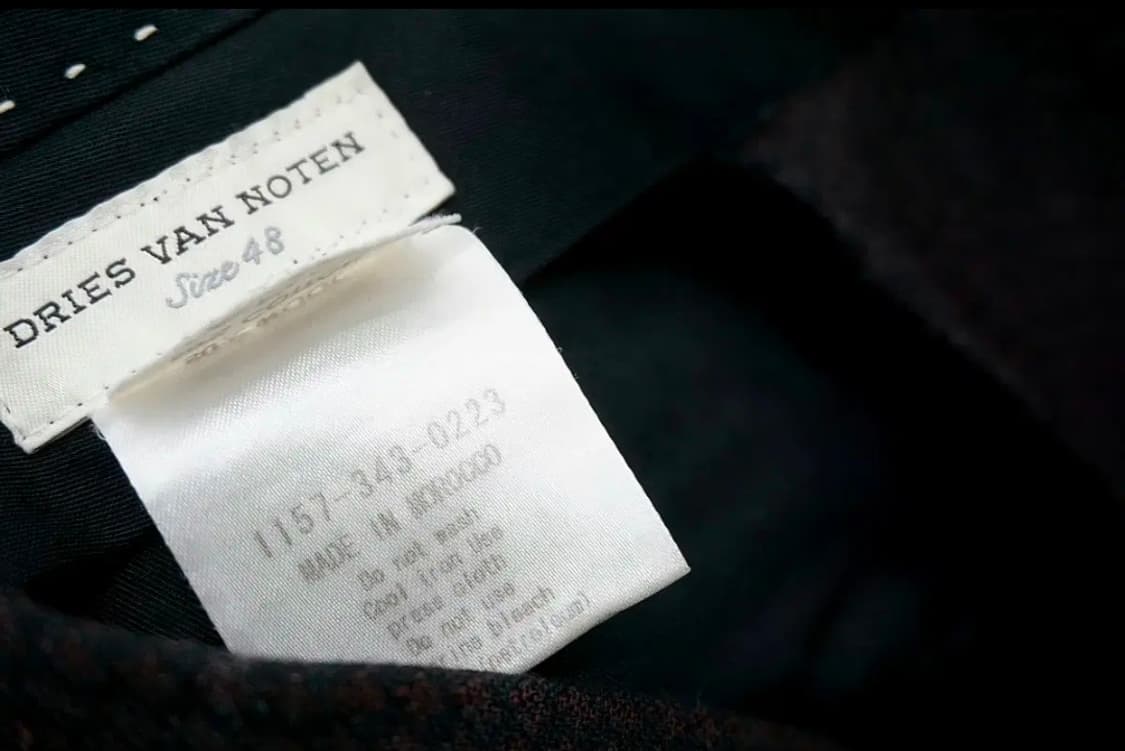 DRIES VAN NOTEN
Size 48
1157-343-0223
MADE IN MOROCCO
Do not wash
Cool iron Use
press cloth
Do not use
bleach